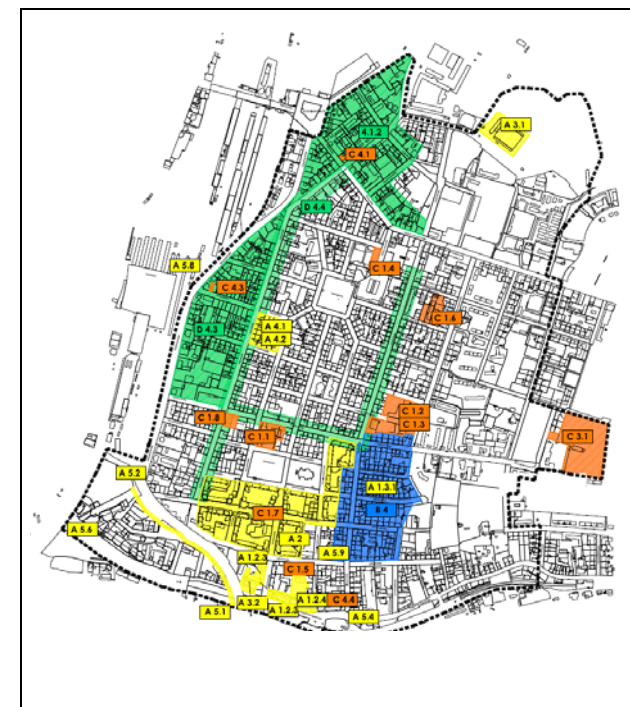 A 3.1
4.1.2
C 4.1
D 4.4
A 5.8
C 1.4
C 4.3
C 1.6
D 4.3
A 4.1
A 4.2
C 1.2
C 1.8
C 1.3
C 1.1
C 3.1
A 5.2
A 1.3.1
C 1.7
B 4
A 5.6
A 2
A 5.9
A 1.2.3
C 1.5
A 3.2
A 1.2.4
C 4.4
A 5.1
A 5.4